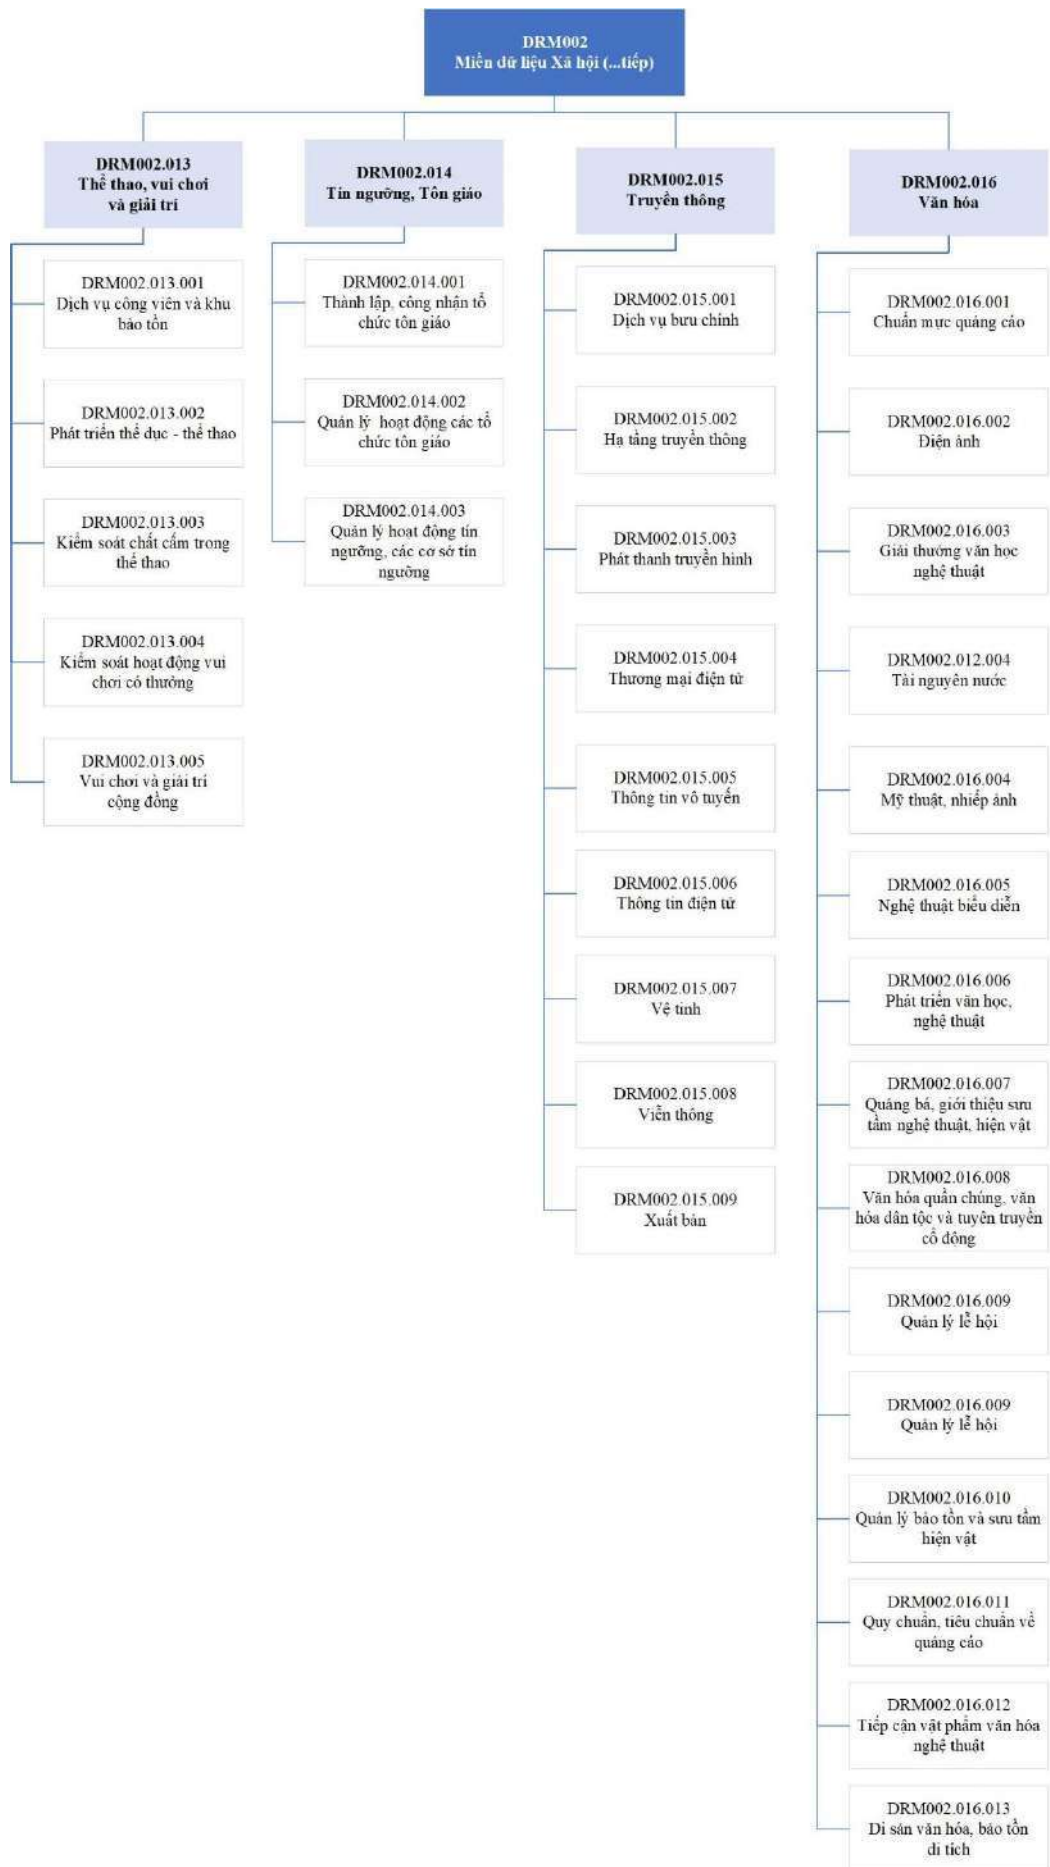 DRM002
Miền dữ liệu Xã hội (...tiếp)
DRM002.013
Thể thao, vui chơi
và giải trí
DRM002.013.001
Dịch vụ công viên và khu
bảo tồn
DRM002.013.002
Phát triển thể dục - thể thao
DRM002.013.003
Kiểm soát chất cấm trong
thể thao
DRM002.013.004
Kiểm soát hoạt động vui
chơi có thưởng
DRM002.013.005
Vui chơi và giải trí
cộng đồng
DRM002.014
Tín ngưỡng, Tôn giáo
DRM002.014.001
Thành lập, công nhận tổ
chức tôn giáo
DRM002.014.002
Quản lý hoạt động các tổ
chức tôn giáo
DRM002.014.003
Quản lý hoạt động tín
ngưỡng, các cơ sở tín
ngưỡng
DRM002.015
Truyền thông
DRM002.015.001
Dịch vụ bưu chính
DRM002.015.002
Hạ tầng truyền thông
DRM002.015.003
Phát thanh truyền hình
DRM002.015.004
Thương mại điện tử
DRM002.015.005
Thông tin vô tuyến
DRM002.015.006
Thông tin điện tử
DRM002.015.007
Vệ tinh
DRM002.015.008
Viễn thông
DRM002.015.009
Xuất bản
DRM002.016
Văn hóa
DRM002.016.001
Chuẩn mực quảng cáo
DRM002.016.002
Điện ảnh
DRM002.016.003
Giải thưởng văn học
nghệ thuật
DRM002.012.004
Tài nguyên nước
DRM002.016.004
Mỹ thuật, nhiếp ảnh
DRM002.016.005
Nghệ thuật biểu diễn
DRM002.016.006
Phát triển văn học,
nghệ thuật
DRM002.016.007
Quảng bá, giới thiệu sưu
tầm nghệ thuật, hiện vật
DRM002.016.008
Văn hóa quần chúng, văn
hóa dân tộc và tuyên truyền
cổ động
DRM002.016.009
Quản lý lễ hội
DRM002.016.009
Quản lý lễ hội
DRM002.016.010
Quản lý bảo tồn và sưu tầm
hiện vật
DRM002.016.011
Quy chuẩn, tiêu chuẩn về
quảng cáo
DRM002.016.012
Tiếp cận vật phẩm văn hóa
nghệ thuật
DRM002.016.013
Di sản văn hóa, bảo tồn
di tích